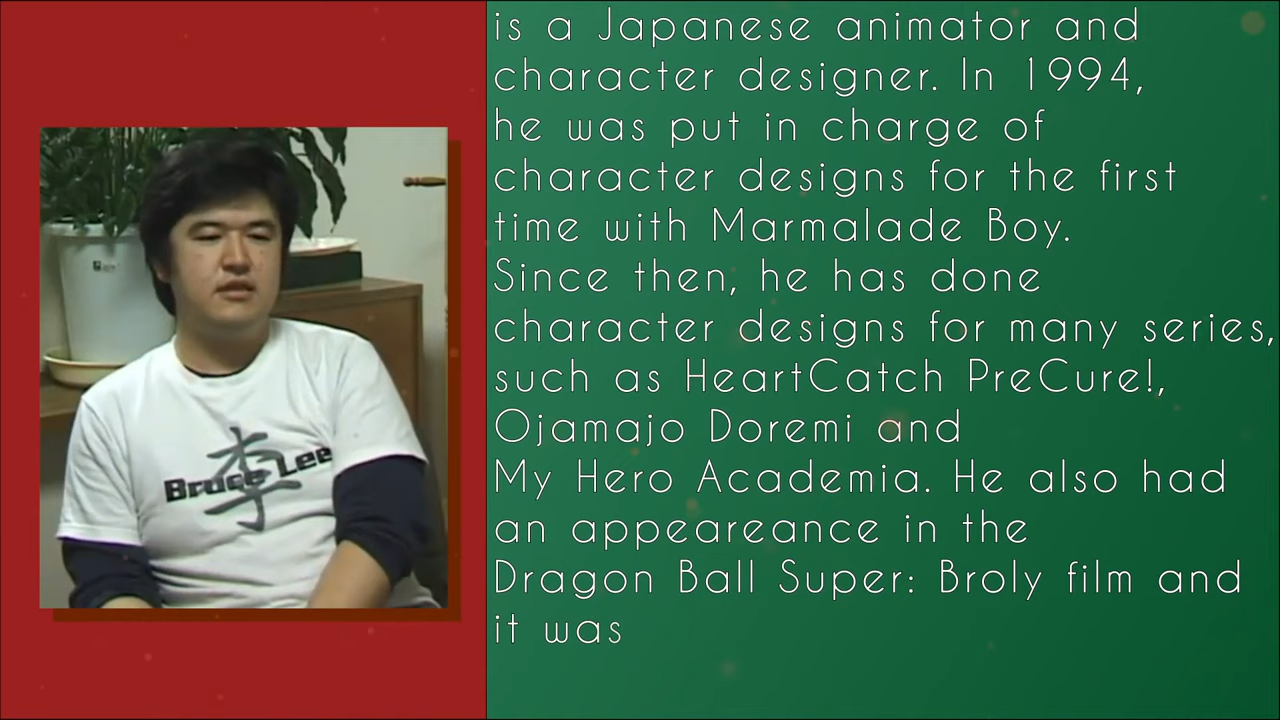 is a Japanese animator and
character designer. In 1994,
he was put in charge of
character designs for the first
time with Marmalade Boy.
Since then, he has done
character designs for many series,
such as HeartCatch PreCure!,
Ojamajo Doremi and
My Hero Academia. He also had
an appeareance in the
Dragon Ball Super: Broly film and
it was
李
Bruce Lee